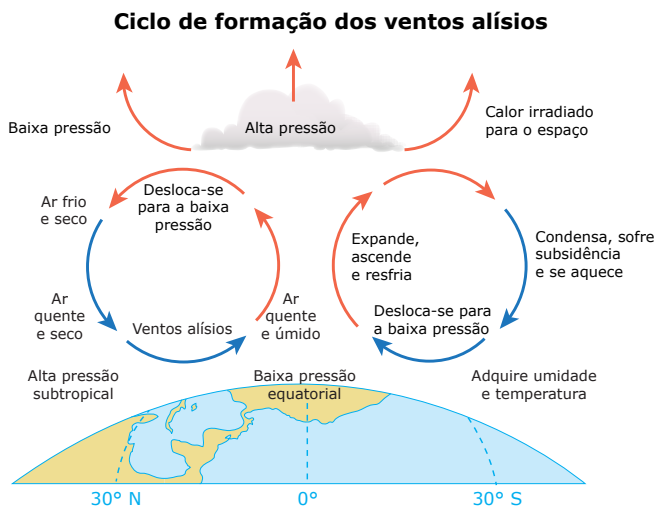 Ciclo de formação dos ventos alísios
Baixa pressão
Alta pressão
Calor irradiado
para o espaço
Ar frio
e seco
Desloca-se
para a baixa
pressão
Expande,
ascende
e resfria
Condensa, sofre
subsidência
e se aquece
Ar
quente
e seco
Ventos alísios
Ar
quente
e úmido
Desloca-se para
a baixa pressão
Alta pressão
subtropical
Baixa pressão
equatorial
Adquire umidade
e temperatura
30° N
0°
30° S